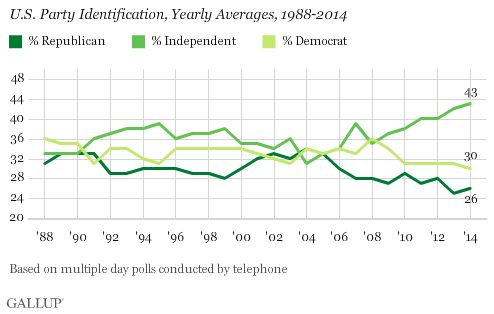 U.S. Party Identification, Yearly Averages, 1988-2014
% Republican % Independent % Democrat
48
44
43
40
36
32
30
28
26
24
20
'88 '90 '92 '94 '96 '98 '00 '02 '04 '06 '08 '10 '12 '14
Based on multiple day polls conducted by telephone
GALLUP'